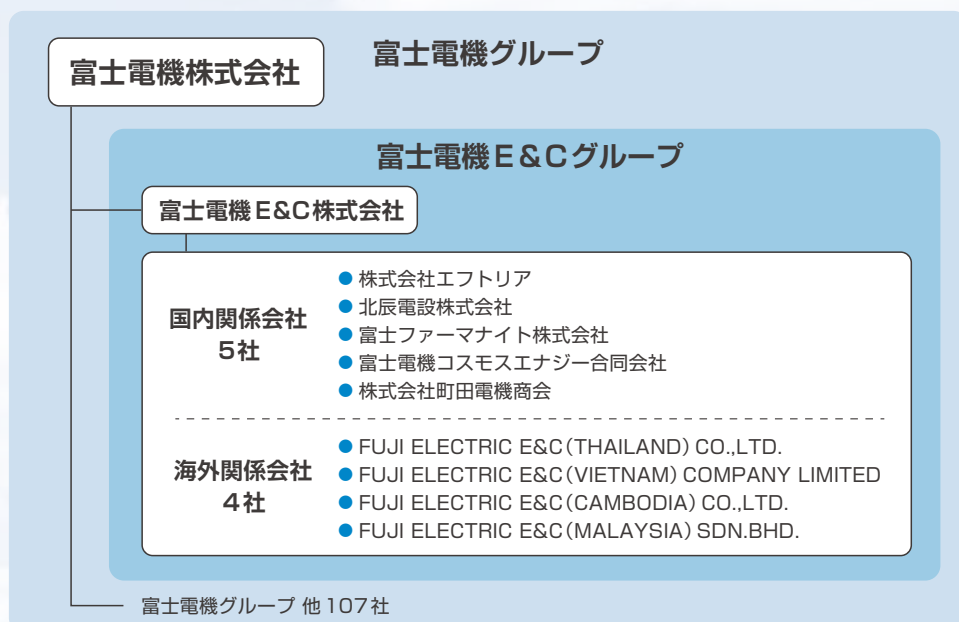 富士電機グループ
富士電機株式会社
富士電機E&Cグループ
富士電機E&C株式会社
国内関係会社
5社
● 株式会社エフトリア
● 北辰電設株式会社
● 富士ファーマナイト株式会社
● 富士電機コスモスエナジー合同会社
● 株式会社町田電機商会
海外関係会社
4社
● FUJI ELECTRIC E&C(THAILAND) CO.,LTD.
● FUJI ELECTRIC E&C(VIETNAM) COMPANY LIMITED
● FUJI ELECTRIC E&C(CAMBODIA) CO.,LTD.
● FUJI ELECTRIC E&C(MALAYSIA) SDN.BHD.
富士電機グループ 他107社